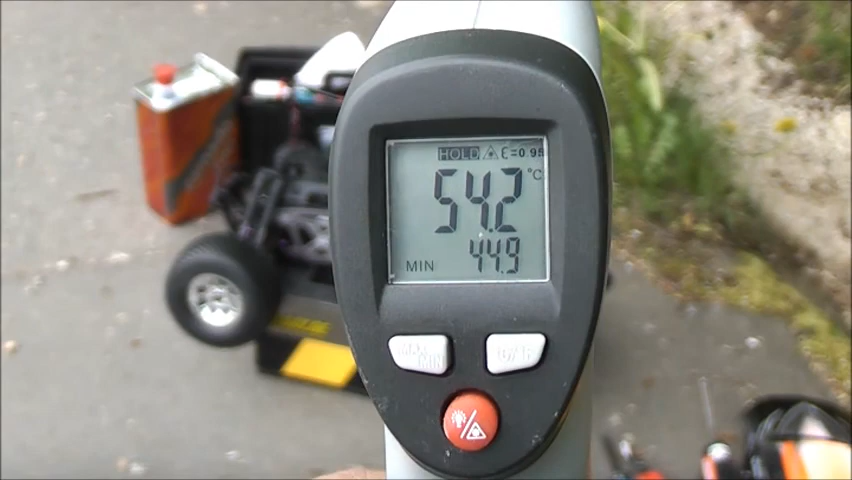 HOLD ε=0.95
54.2 °C
MIN 44.9
MAX
MIN
°C/°F